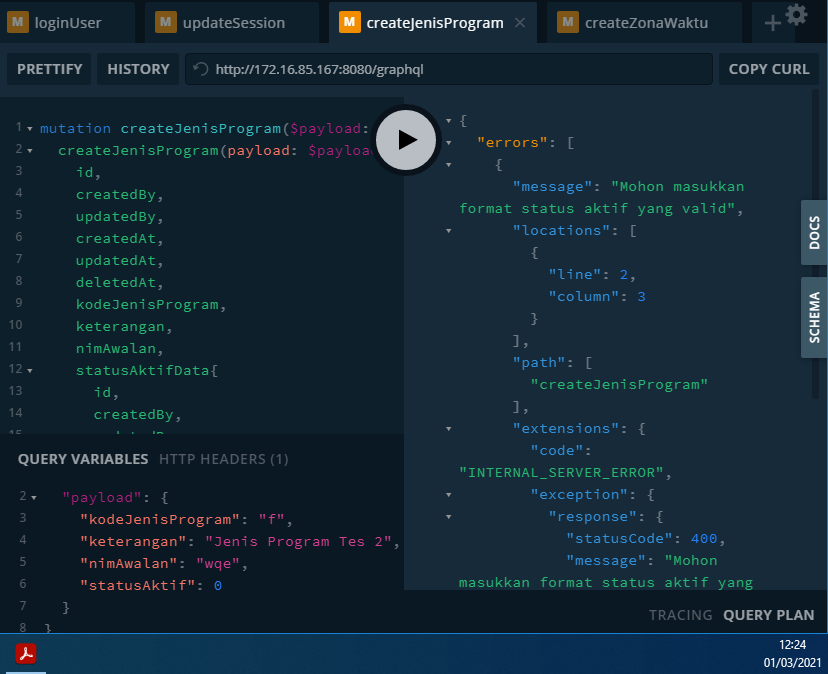 M loginUser
M updateSession
M createJenisProgram ×
M createZonaWaktu
+
PRETTIFY
HISTORY
http://172.16.85.167:8080/graphql
COPY CURL
1 mutation createJenisProgram($payload:
2 createJenisProgram(payload: $payloa
3 id,
4 createdBy,
5 updatedBy,
6 createdAt,
7 updatedAt,
8 deletedAt,
9 kodeJenisProgram,
10 keterangan,
11 nimAwalan,
12 statusAktifData{
13 id,
14 createdBy,
15
QUERY VARIABLES HTTP HEADERS (1)
2 "payload": {
3 "kodeJenisProgram": "f",
4 "keterangan": "Jenis Program Tes 2",
5 "nimAwalan": "wqe",
6 "statusAktif": 0
7 }
8 }
{
"errors": [
{
"message": "Mohon masukkan
format status aktif yang valid",
"locations": [
{
"line": 2,
"column": 3
}
],
"path": [
"createJenisProgram"
],
"extensions": {
"code":
"INTERNAL_SERVER_ERROR",
"exception": {
"response": {
"statusCode": 400,
"message": "Mohon
masukkan format status aktif yang
DOCS
SCHEMA
TRACING QUERY PLAN
12:24
01/03/2021